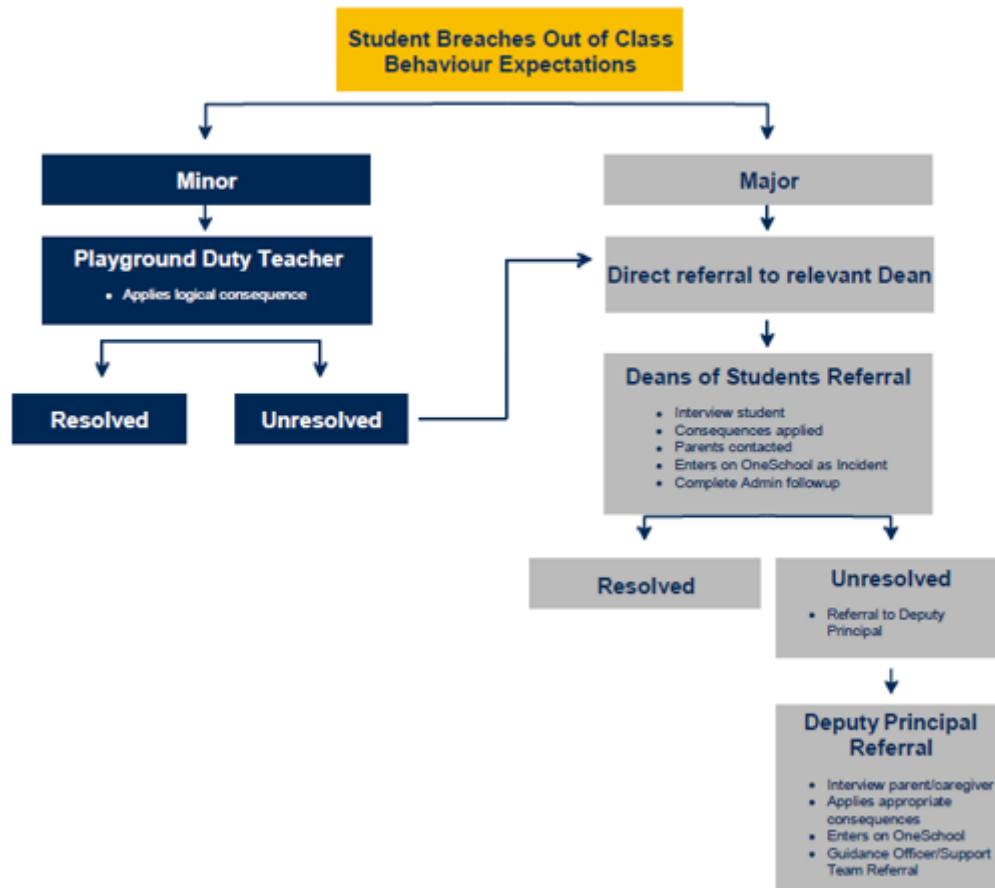 Student Breaches Out of Class
Behaviour Expectations
Minor
Major
Playground Duty Teacher
• Applies logical consequence
Direct referral to relevant Dean
Resolved
Unresolved
Deans of Students Referral
• Interview student
• Consequences applied
• Parents contacted
• Enters on OneSchool as Incident
• Complete Admin followup
Resolved
Unresolved
• Referral to Deputy
Principal
Deputy Principal
Referral
• Interview parent/caregiver
• Applies appropriate
consequences
• Enters on OneSchool
• Guidance Officer/Support
Team Referral